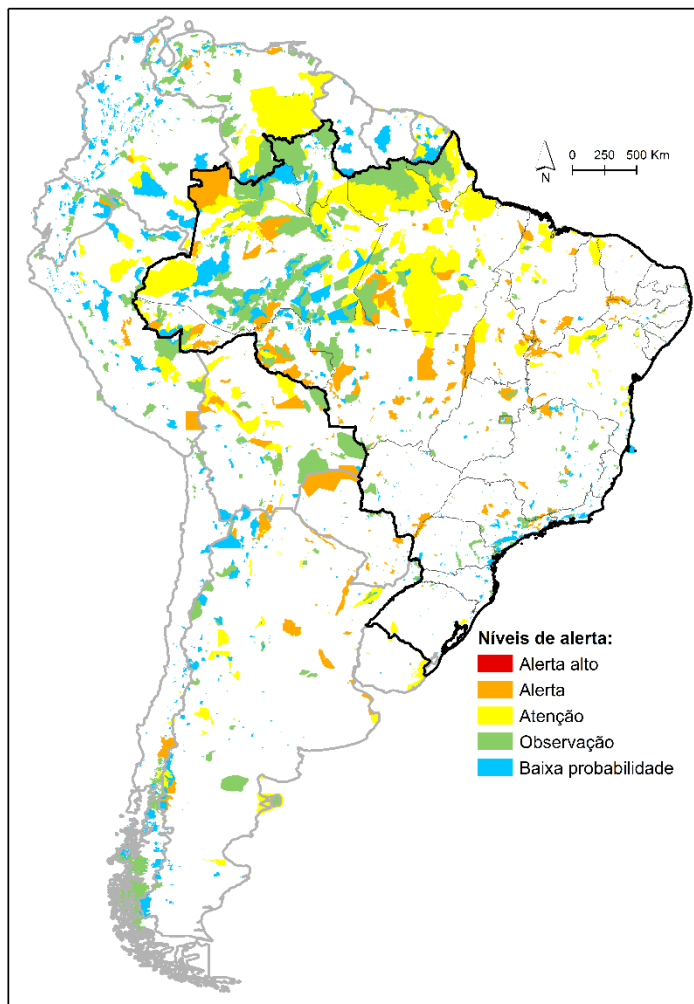 N
0 250 500 Km
Níveis de alerta:
Alerta alto
Alerta
Atenção
Observação
Baixa probabilidade